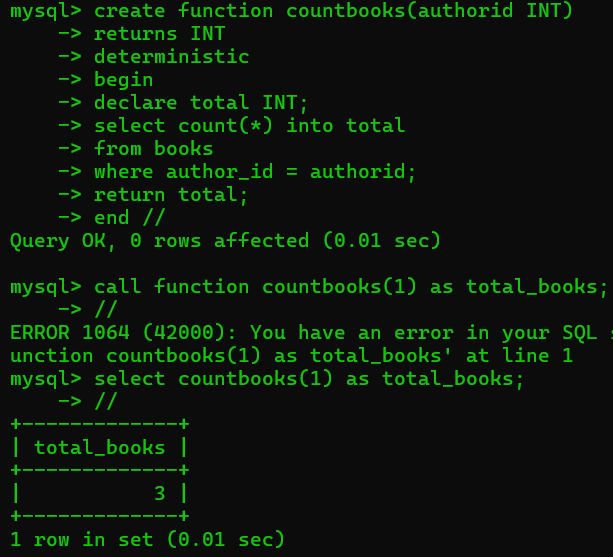 mysql> create function countbooks(authorid INT)
    -> returns INT
    -> deterministic
    -> begin
    -> declare total INT;
    -> select count(*) into total
    -> from books
    -> where author_id = authorid;
    -> return total;
    -> end //
Query OK, 0 rows affected (0.01 sec)

mysql> call function countbooks(1) as total_books;
    -> //
ERROR 1064 (42000): You have an error in your SQL s
unction countbooks(1) as total_books' at line 1
mysql> select countbooks(1) as total_books;
    -> //
+-------------+
| total_books |
+-------------+
|           3 |
+-------------+
1 row in set (0.01 sec)